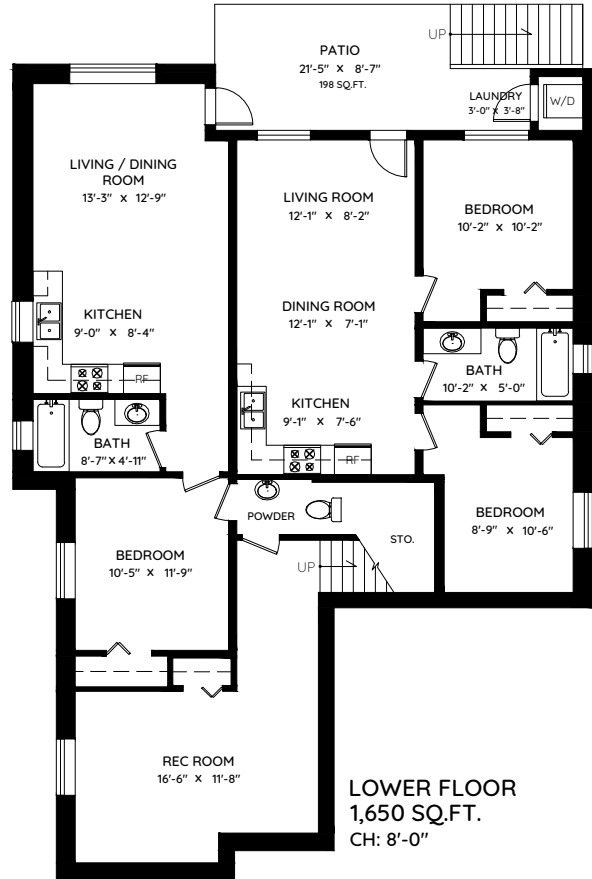 UP
PATIO
21'-5" X 8'-7"
198 SQ.FT.
LAUNDRY
3'-0" X 3'-8"
W/D
LIVING / DINING
ROOM
13'-3" X 12'-9"
LIVING ROOM
12'-1" X 8'-2"
BEDROOM
10'-2" X 10'-2"
KITCHEN
9'-0" X 8'-4"
RF
DINING ROOM
12'-1" X 7'-1"
BATH
10'-2" X 5'-0"
KITCHEN
9'-1" X 7'-6"
RF
BATH
8'-7" X 4'-11"
BEDROOM
8'-9" X 10'-6"
POWDER
STO.
UP
BEDROOM
10'-5" X 11'-9"
REC ROOM
16'-6" X 11'-8"
LOWER FLOOR
1,650 SQ.FT.
CH: 8'-0"